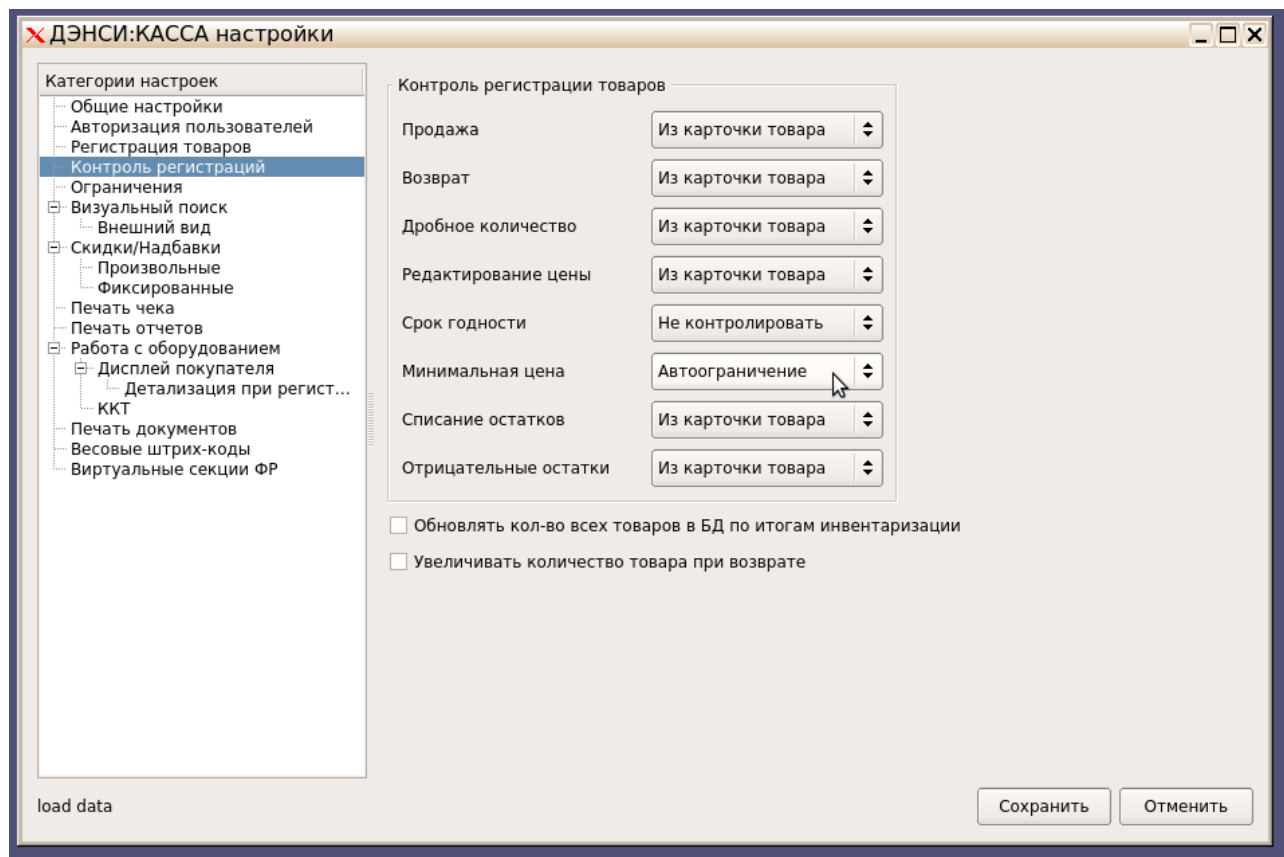 ДЭНСИ:КАССА настройки
Категории настроек
Общие настройки
Авторизация пользователей
Регистрация товаров
Контроль регистраций
Ограничения
Визуальный поиск
Внешний вид
Скидки/Надбавки
Произвольные
Фиксированные
Печать чека
Печать отчетов
Работа с оборудованием
Дисплей покупателя
Детализация при регист...
ККТ
Печать документов
Весовые штрих-коды
Виртуальные секции ФР
Контроль регистрации товаров
Продажа Из карточки товара
Возврат Из карточки товара
Дробное количество Из карточки товара
Редактирование цены Из карточки товара
Срок годности Не контролировать
Минимальная цена Автоограничение
Списание остатков Из карточки товара
Отрицательные остатки Из карточки товара
Обновлять кол-во всех товаров в БД по итогам инвентаризации
Увеличивать количество товара при возврате
load data
Сохранить Отменить